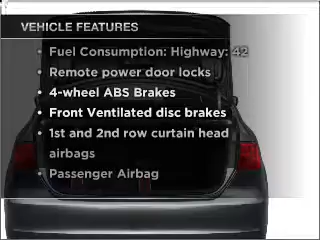 VEHICLE FEATURES
• Fuel Consumption: Highway: 42
• Remote power door locks
• 4-wheel ABS Brakes
• Front Ventilated disc brakes
• 1st and 2nd row curtain head
airbags
• Passenger Airbag